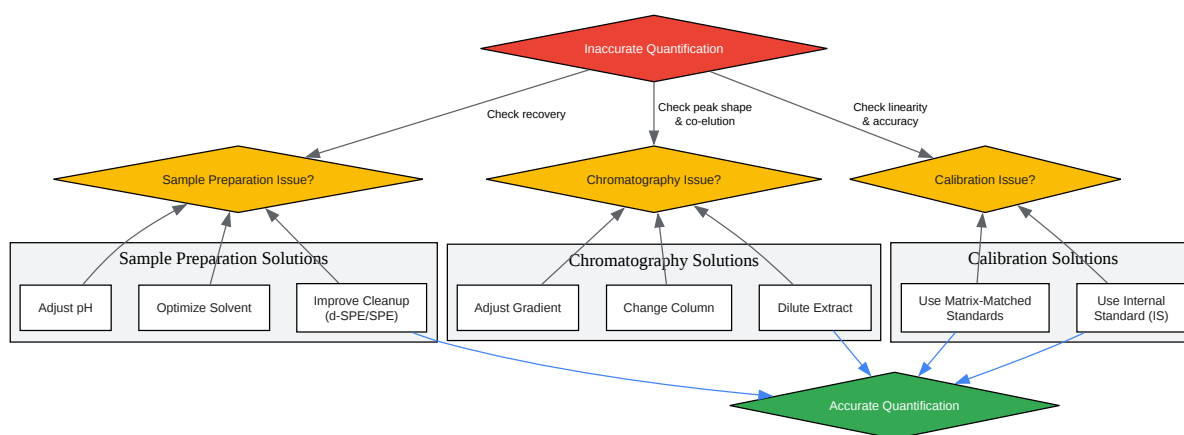 Inaccurate Quantification
Check recovery
Check peak shape
& co-elution
Check linearity
& accuracy
Sample Preparation Issue?
Chromatography Issue?
Calibration Issue?
Sample Preparation Solutions
Chromatography Solutions
Calibration Solutions
Adjust pH
Optimize Solvent
Improve Cleanup
(d-SPE/SPE)
Adjust Gradient
Change Column
Dilute Extract
Use Matrix-Matched
Standards
Use Internal
Standard (IS)
Accurate Quantification